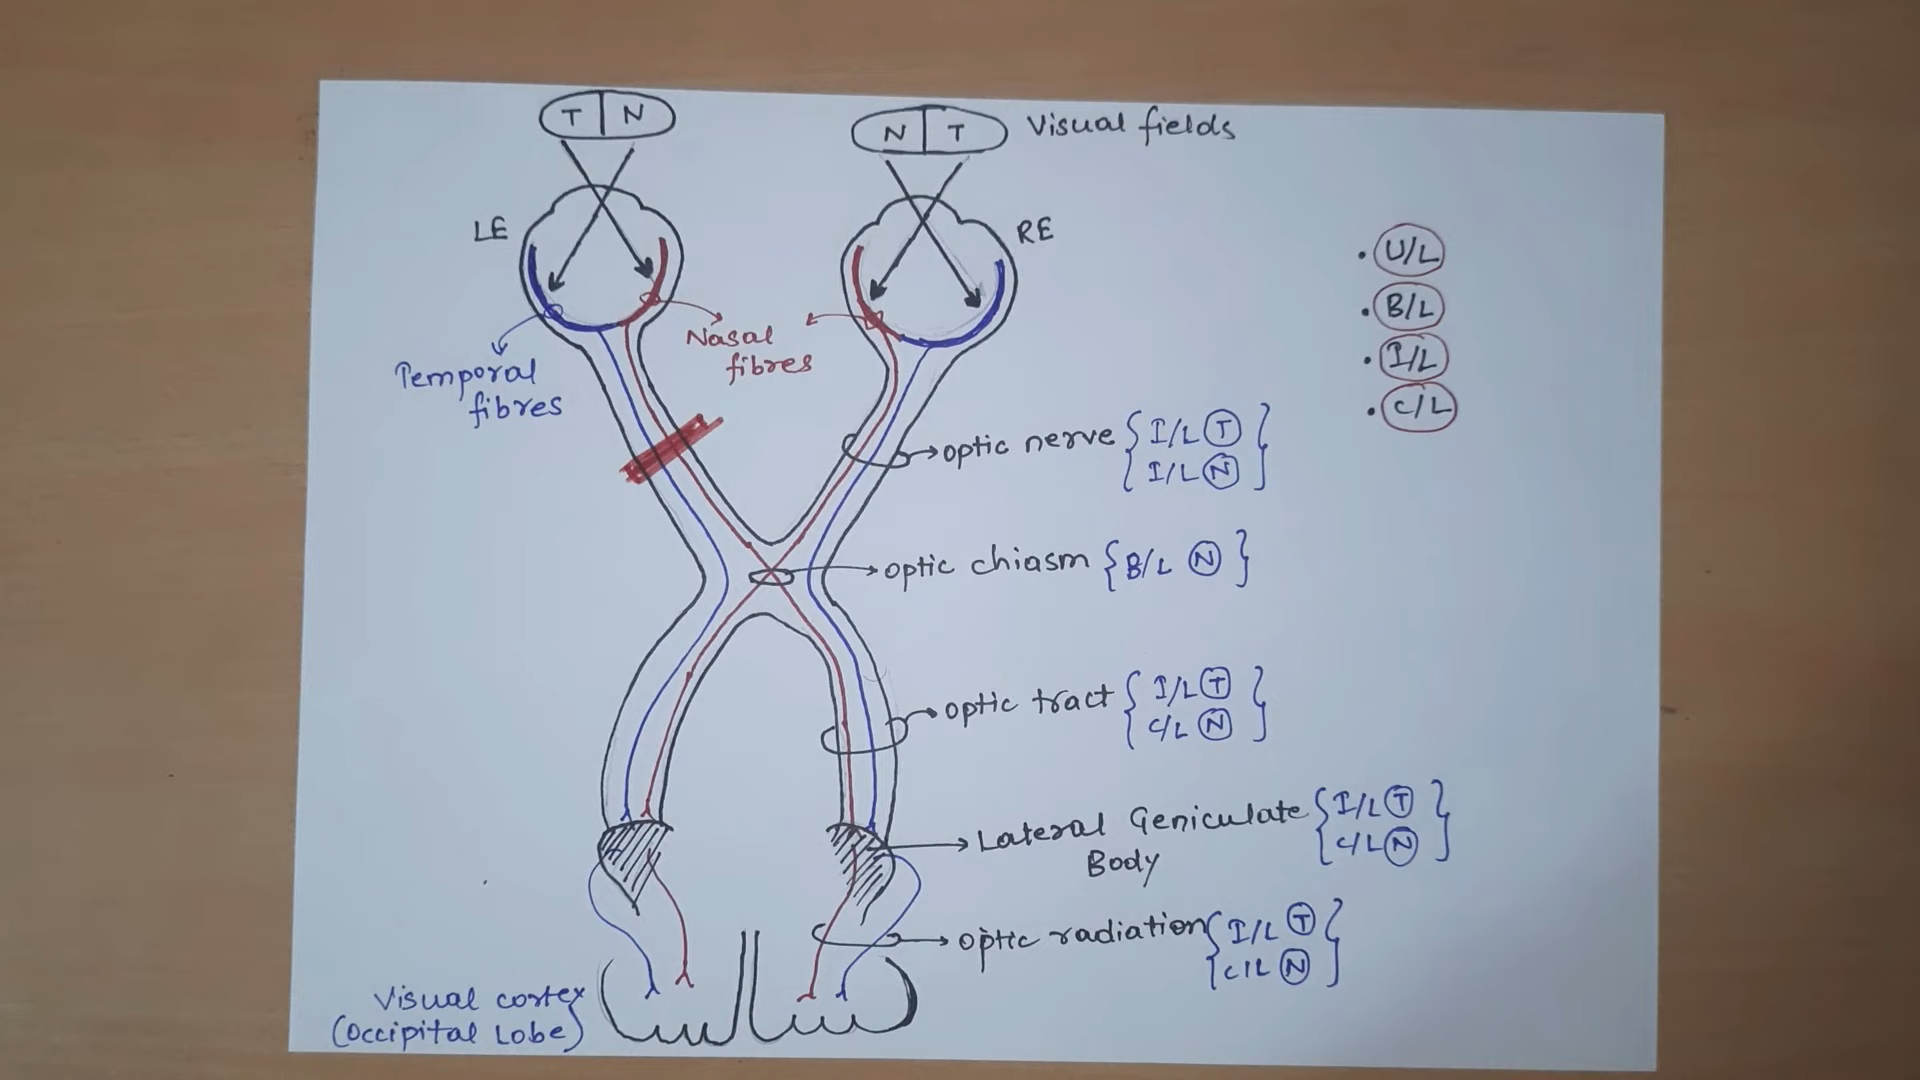 T N
N T
Visual fields
LE
RE
Temporal
fibres
Nasal
fibres
• U/L
• B/L
• I/L
• C/L
optic nerve { I/L T }
{ I/L N }
optic chiasm { B/L N }
optic tract { I/L T }
{ C/L N }
Lateral Geniculate { I/L T }
Body { C/L N }
optic radiation { I/L T }
{ C/L N }
Visual cortex
(Occipital Lobe)